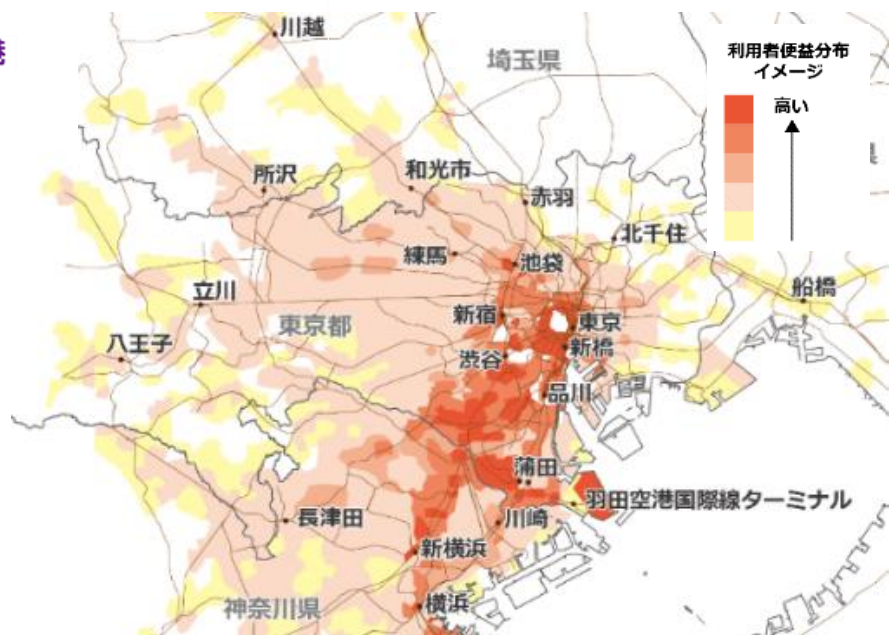 港
川越
埼玉県
利用者便益分布
イメージ
高い
県
所沢
和光市
赤羽
北千住
練馬
池袋
船橋
立川
新宿
東京
東京都
新橋
八王子
渋谷
品川
蒲田
羽田空港国際線ターミナル
長津田
川崎
新横浜
神奈川県
横浜